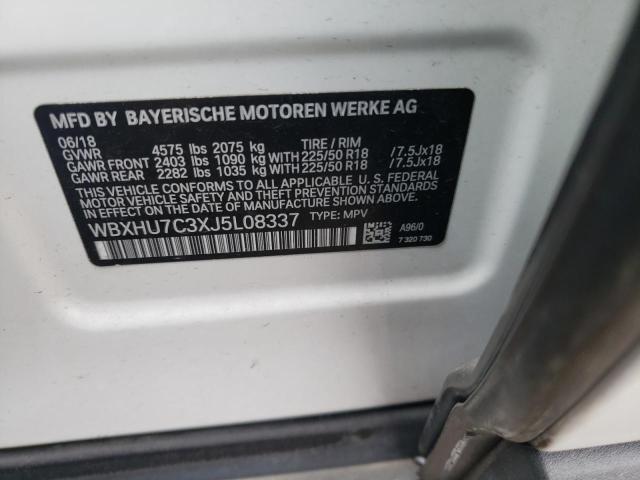 MFD BY BAYERISCHE MOTOREN WERKE AG
06/18 TIRE / RIM
GVWR 4575 lbs 2075 kg
GAWR FRONT 2403 lbs 1090 kg WITH 225/50 R18 /7.5Jx18
GAWR REAR 2282 lbs 1035 kg WITH 225/50 R18 /7.5Jx18
THIS VEHICLE CONFORMS TO ALL APPLICABLE
U.S. FEDERAL MOTOR VEHICLE SAFETY
STANDARDS IN EFFECT ON THE DATE OF
MANUFACTURE SHOWN ABOVE.
WBXHU7C3XJ5L08337 TYPE: MPV
A96/0
7 320 730